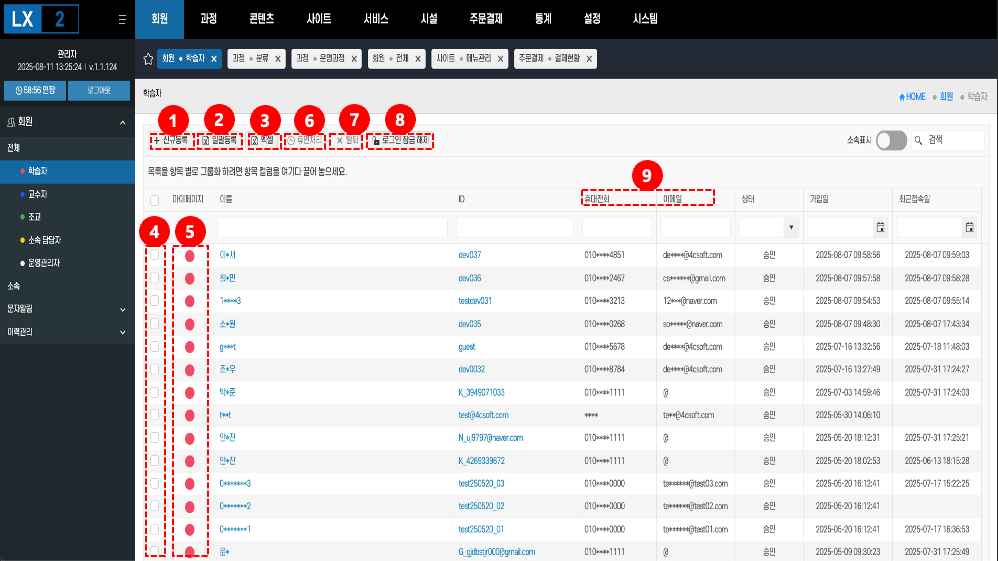 LX 2
회원 과정 콘텐츠 사이트 서비스 시설 주문결제 통계 설정 시스템
관리자
2025-08-11 13:25:24 | v.1.1.124
58:56 연장 로그아웃
회원
전체
학습자
교수자
조교
소속 담당자
운영관리자
소속
문자알림
이력관리
회원 • 학습자 × 과정 • 분류 × 과정 • 운영과정 × 회원 • 전체 × 사이트 • 메뉴관리 × 주문결제 • 결제현황 ×
학습자
HOME 회원 학습자
1 2 3 6 7 8
+ 신규등록 일괄등록 엑셀 휴면처리 × 탈퇴 로그인 잠금 해제
소속표시 검색
목록을 항목 별로 그룹화 하려면 항목 컬럼을 여기다 끌어 놓으세요.
9
마이페이지 이름 ID 휴대전화 이메일 상태 가입일 최근접속일
4 5
이*서 dev037 010****4851 de****@4csoft.com 승인 2025-08-07 09:58:56 2025-08-07 09:59:03
최*민 dev036 010****2467 cs******@gmail.com 승인 2025-08-07 09:57:58 2025-08-07 09:58:28
1****3 testdev031 010****3213 12***@naver.com 승인 2025-08-07 09:54:53 2025-08-07 09:55:14
소*원 dev035 010****0268 so*****@naver.com 승인 2025-08-07 09:48:30 2025-08-07 17:43:34
g***t guest 010****5678 de****@4csoft.com 승인 2025-07-16 13:32:56 2025-07-18 11:48:03
조*우 dev0032 010****8784 de****@4csoft.com 승인 2025-07-16 13:27:49 2025-07-31 17:24:27
박*준 K_3949071033 010****1111 @ 승인 2025-07-03 14:59:46 2025-07-31 17:24:03
t**t test@4csoft.com **** te**@4csoft.com 승인 2025-05-30 14:06:10
안*진 N_uj9797@naver.com 010****1111 @ 승인 2025-05-20 18:12:31 2025-07-31 17:25:21
안*진 K_4269339672 010****1111 @ 승인 2025-05-20 18:02:53 2025-06-13 18:15:28
0*******3 test250520_03 010****0000 te******@test03.com 승인 2025-05-20 16:12:41 2025-07-17 15:22:25
0*******2 test250520_02 010****0000 te******@test02.com 승인 2025-05-20 16:12:41
0*******1 test250520_01 010****0000 te******@test01.com 승인 2025-05-20 16:12:41 2025-07-17 16:36:53
윤* G_gjdbstjr000@gmail.com 010****1111 @ 승인 2025-05-09 09:30:23 2025-07-31 17:25:49